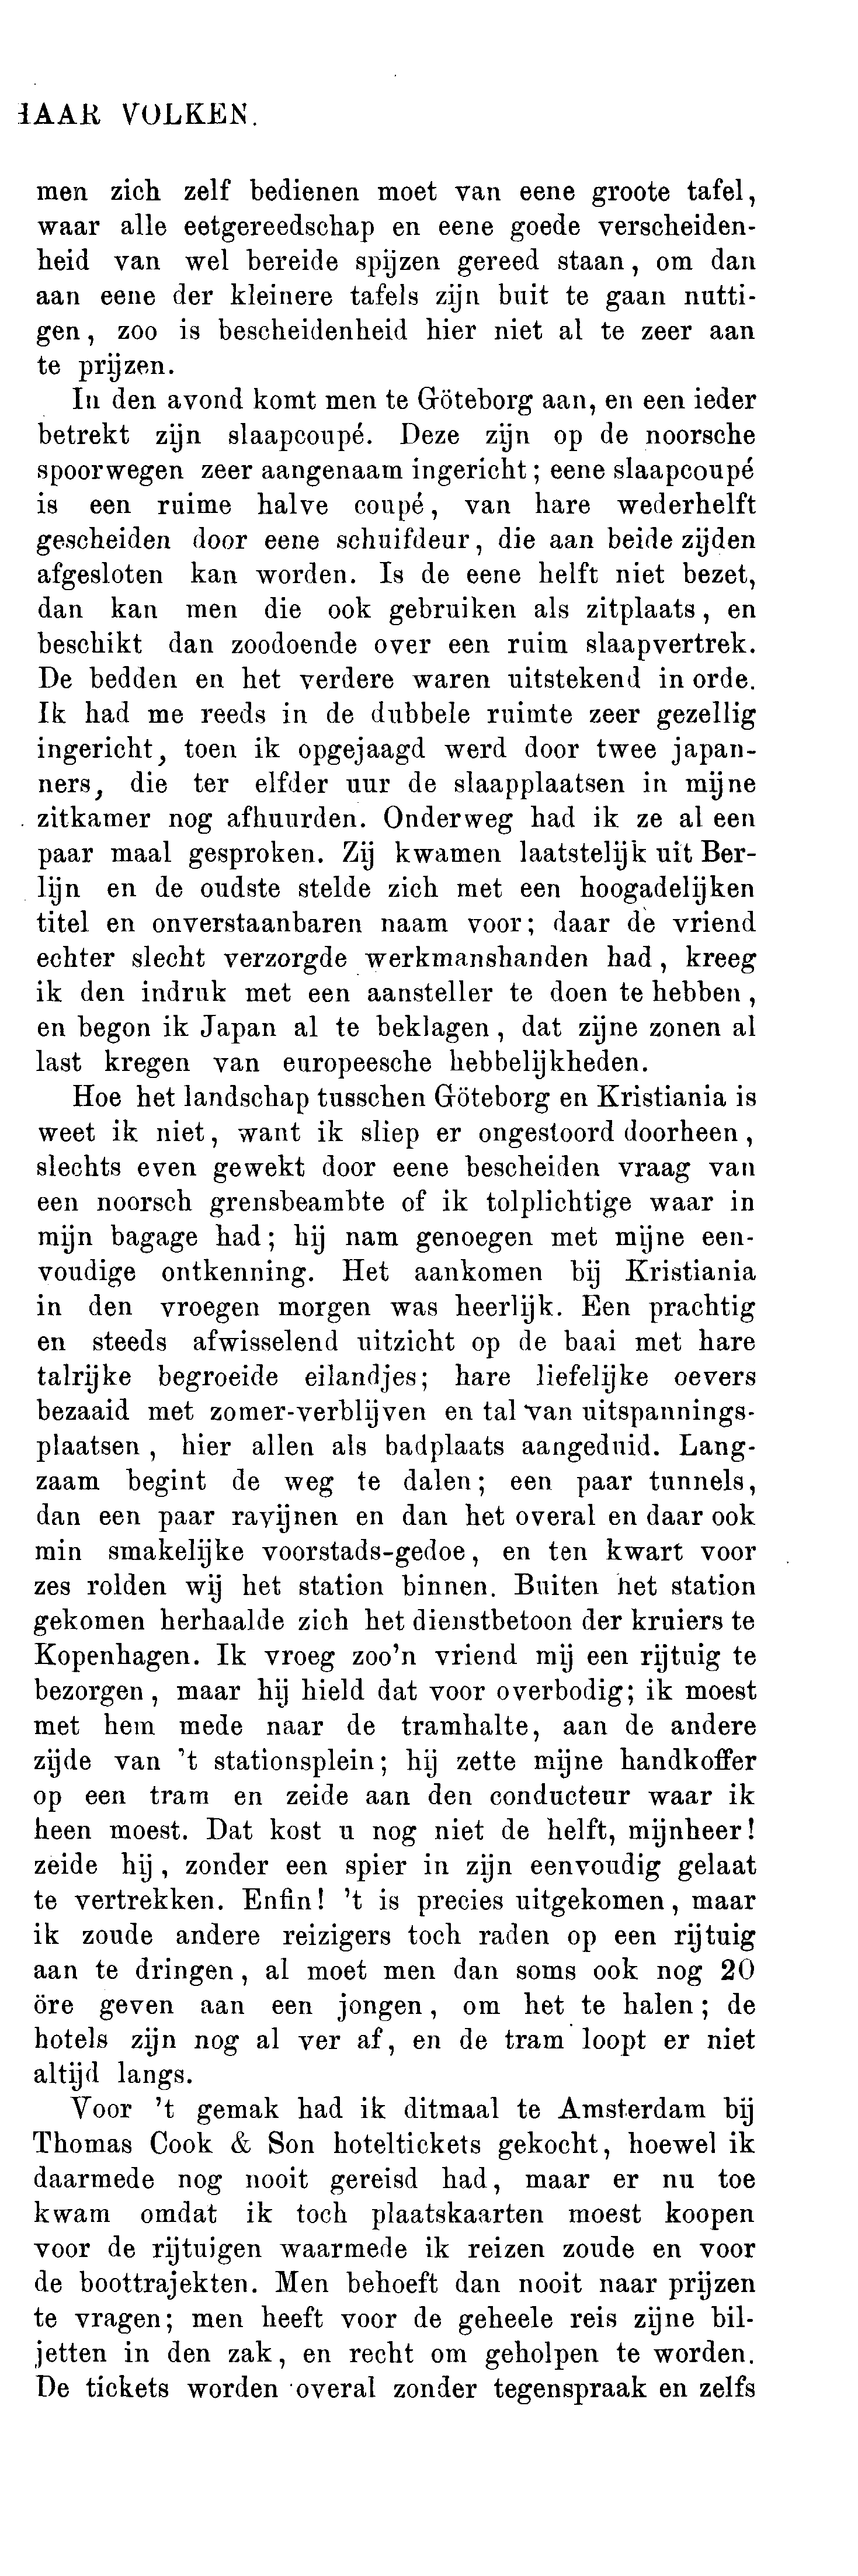 HAAR VOLKEN.
men zich zelf bedienen moet van eene groote tafel,
waar alle eetgereedschap en eene goede verscheiden-
heid van wel bereide spijzen gereed staan, om dan
aan eene der kleinere tafels zijn buit te gaan nutti-
gen, zoo is bescheidenheid hier niet al te zeer aan
te prijzen.
In den avond komt men te Göteborg aan, en een ieder
betrekt zijn slaapcoupé. Deze zijn op de noorsche
spoorwegen zeer aangenaam ingericht; eene slaapcoupé
is een ruime halve coupé, van hare wederhelft
gescheiden door eene schuifdeur, die aan beide zijden
afgesloten kan worden. Is de eene helft niet bezet,
dan kan men die ook gebruiken als zitplaats, en
beschikt dan zoodoende over een ruim slaapvertrek.
De bedden en het verdere waren uitstekend in orde.
Ik had me reeds in de dubbele ruimte zeer gezellig
ingericht, toen ik opgejaagd werd door twee japan-
ners, die ter elfder uur de slaapplaatsen in mijne
zitkamer nog afhuurden. Onderweg had ik ze al een
paar maal gesproken. Zij kwamen laatstelijk uit Ber-
lijn en de oudste stelde zich met een hoogadelijken
titel en onverstaanbaren naam voor; daar de vriend
echter slecht verzorgde werkmanshanden had, kreeg
ik den indruk met een aansteller te doen te hebben,
en begon ik Japan al te beklagen, dat zijne zonen al
last kregen van europeesche hebbelijkheden.
Hoe het landschap tusschen Göteborg en Kristiania is
weet ik niet, want ik sliep er ongestoord doorheen,
slechts even gewekt door eene bescheiden vraag van
een noorsch grensbeambte of ik tolplichtige waar in
mijn bagage had; hij nam genoegen met mijne een-
voudige ontkenning. Het aankomen bij Kristiania
in den vroegen morgen was heerlijk. Een prachtig
en steeds afwisselend uitzicht op de baai met hare
talrijke begroeide eilandjes; hare liefelijke oevers
bezaaid met zomer-verblijven en tal van uitspannings-
plaatsen, hier allen als badplaats aangeduid. Lang-
zaam begint de weg te dalen; een paar tunnels,
dan een paar ravijnen en dan het overal en daar ook
min smakelijke voorstads-gedoe, en ten kwart voor
zes rolden wij het station binnen. Buiten het station
gekomen herhaalde zich het dienstbetoon der kruiers te
Kopenhagen. Ik vroeg zoo'n vriend mij een rijtuig te
bezorgen, maar hij hield dat voor overbodig; ik moest
met hem mede naar de tramhalte, aan de andere
zijde van 't stationsplein; hij zette mijne handkoffer
op een tram en zeide aan den conducteur waar ik
heen moest. Dat kost u nog niet de helft, mijnheer!
zeide hij, zonder een spier in zijn eenvoudig gelaat
te vertrekken. Enfin! 't is precies uitgekomen, maar
ik zoude andere reizigers toch raden op een rijtuig
aan te dringen, al moet men dan soms ook nog 20
öre geven aan een jongen, om het te halen; de
hotels zijn nog al ver af, en de tram loopt er niet
altijd langs.
Voor 't gemak had ik ditmaal te Amsterdam bij
Thomas Cook & Son hoteltickets gekocht, hoewel ik
daarmede nog nooit gereisd had, maar er nu toe
kwam omdat ik toch plaatskaarten moest koopen
voor de rijtuigen waarmede ik reizen zoude en voor
de boottrajekten. Men behoeft dan nooit naar prijzen
te vragen; men heeft voor de geheele reis zijne bil-
jetten in den zak, en recht om geholpen te worden.
De tickets worden overal zonder tegenspraak en zelfs